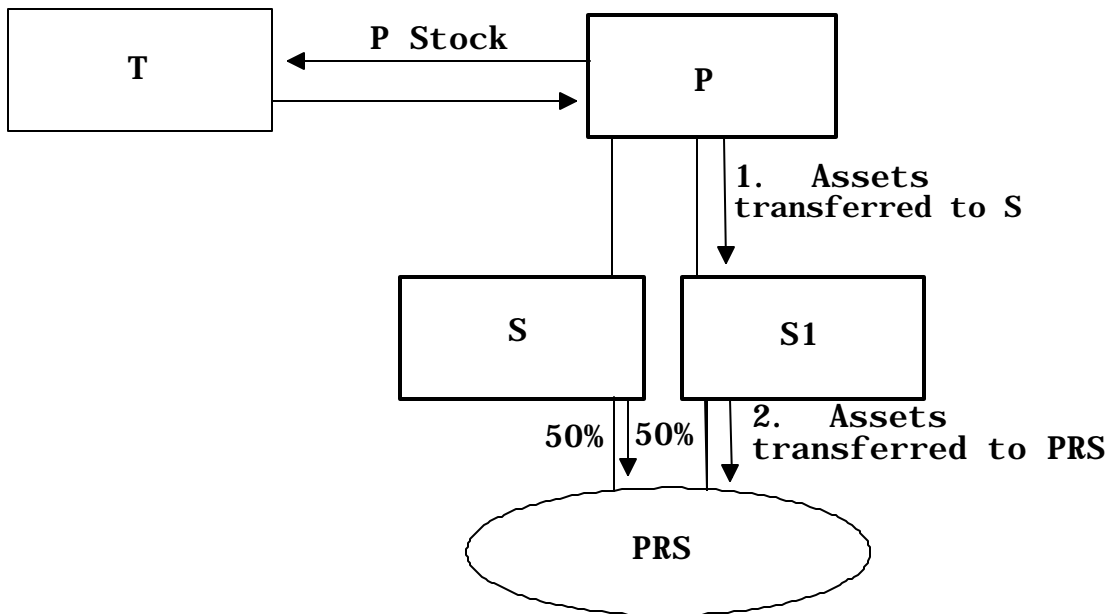 P Stock
T
P
1. Assets
transferred to S
S
S1
50%
50%
2. Assets
transferred to PRS
PRS